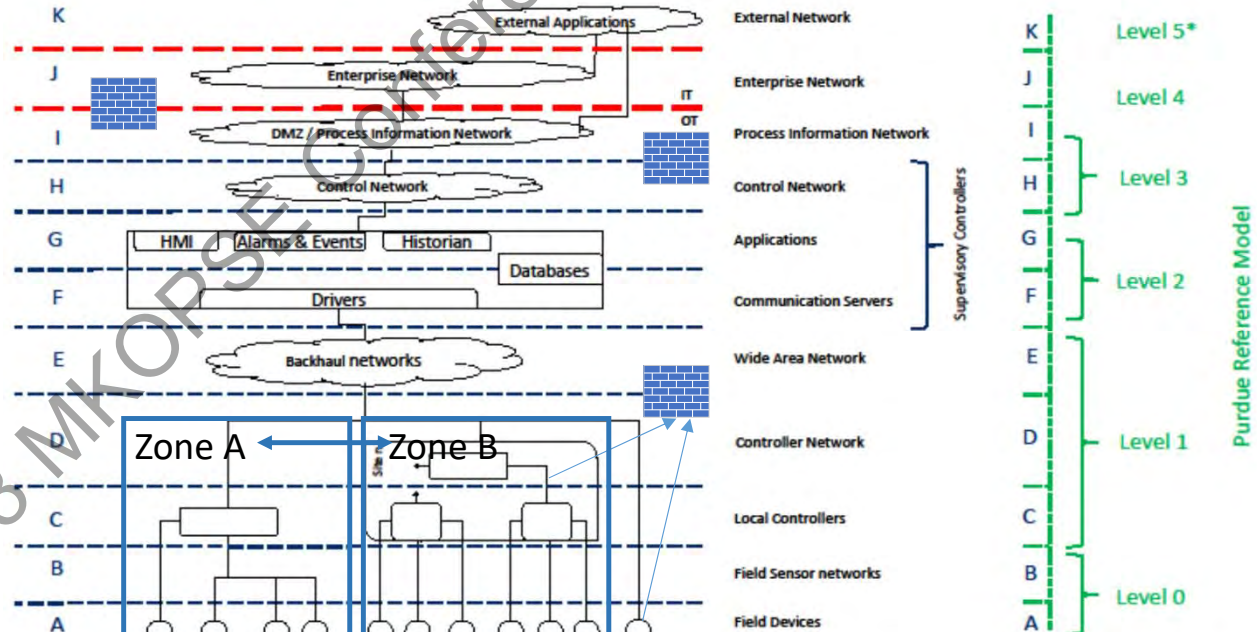 K External Applications External Network K Level 5*
J Enterprise Network Enterprise Network J Level 4
IT
OT
I DMZ / Process Information Network Process Information Network I
H Control Network Control Network H Level 3
G HMI Alarms & Events Historian Applications G
Databases
Level 2
F Drivers Communication Servers F
Supervisory Controllers
E Backhaul networks Wide Area Network E
D Zone A Zone B Controller Network D Level 1
Site
C Local Controllers C
B Field Sensor networks B
Level 0
A Field Devices A
Purdue Reference Model
MKOPSE